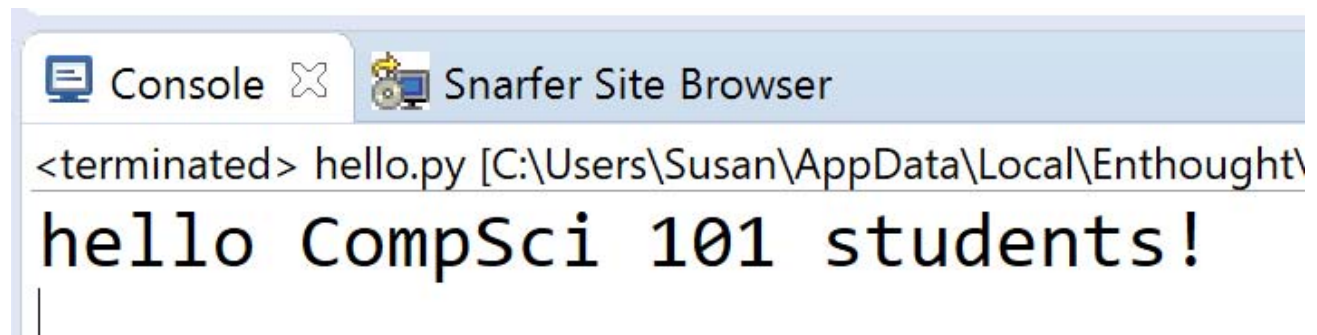 Console Snarfer Site Browser
<terminated> hello.py [C:\Users\Susan\AppData\Local\Enthought\
hello CompSci 101 students!